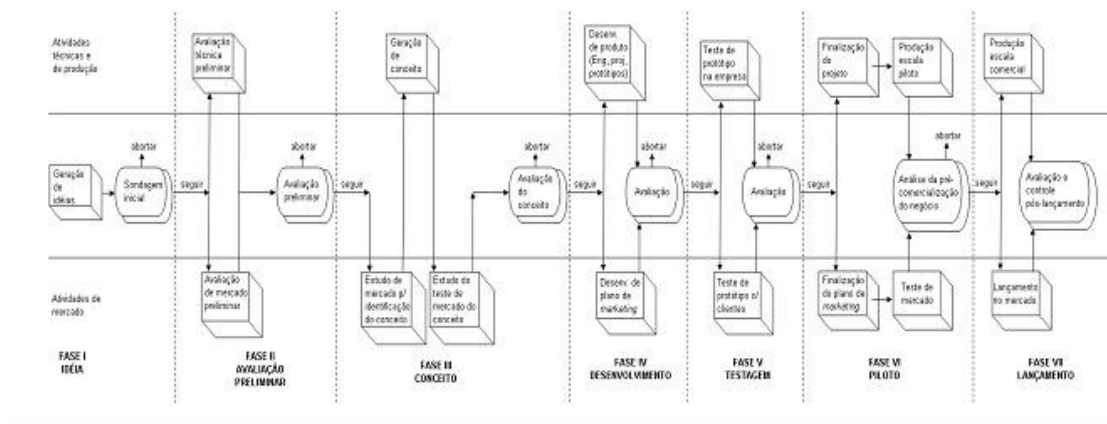 Atividades
técnicas e
de produção
Avaliação
técnica
preliminar
Geração
de
conceito
Desenv.
de produto
(Eng, proj,
protótipos)
Teste de
protótipo
na empresa
Finalização
do
projeto
Produção
escala
piloto
Produção
escala
comercial
Geração
de
idéias
Sondagem
inicial
abortar
seguir
Avaliação
preliminar
abortar
seguir
Avaliação
do
conceito
abortar
seguir
Avaliação
abortar
seguir
Avaliação
abortar
seguir
Análise da pré-
comercialização
do negócio
abortar
seguir
Avaliação e
controle
pós-lançamento
Atividades de
mercado
Avaliação
de mercado
preliminar
Estudo de
mercado p/
identificação
do conceito
Estudo do
teste de
mercado do
conceito
Desenv. de
plano de
marketing
Teste de
protótipo c/
clientes
Finalização
do plano de
marketing
Teste de
mercado
Lançamento
no mercado
FASE I
IDÉIA
FASE II
AVALIAÇÃO
PRELIMINAR
FASE III
CONCEITO
FASE IV
DESENVOLVIMENTO
FASE V
TESTAGEM
FASE VI
PILOTO
FASE VII
LANÇAMENTO